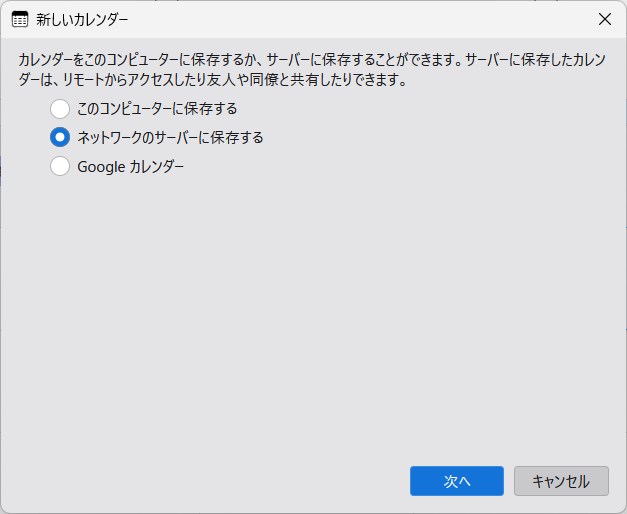 新しいカレンダー
カレンダーをこのコンピューターに保存するか、サーバーに保存することができます。サーバーに保存したカレン
ダーは、リモートからアクセスしたり友人や同僚と共有したりできます。
このコンピューターに保存する
ネットワークのサーバーに保存する
Google カレンダー
次へ
キャンセル